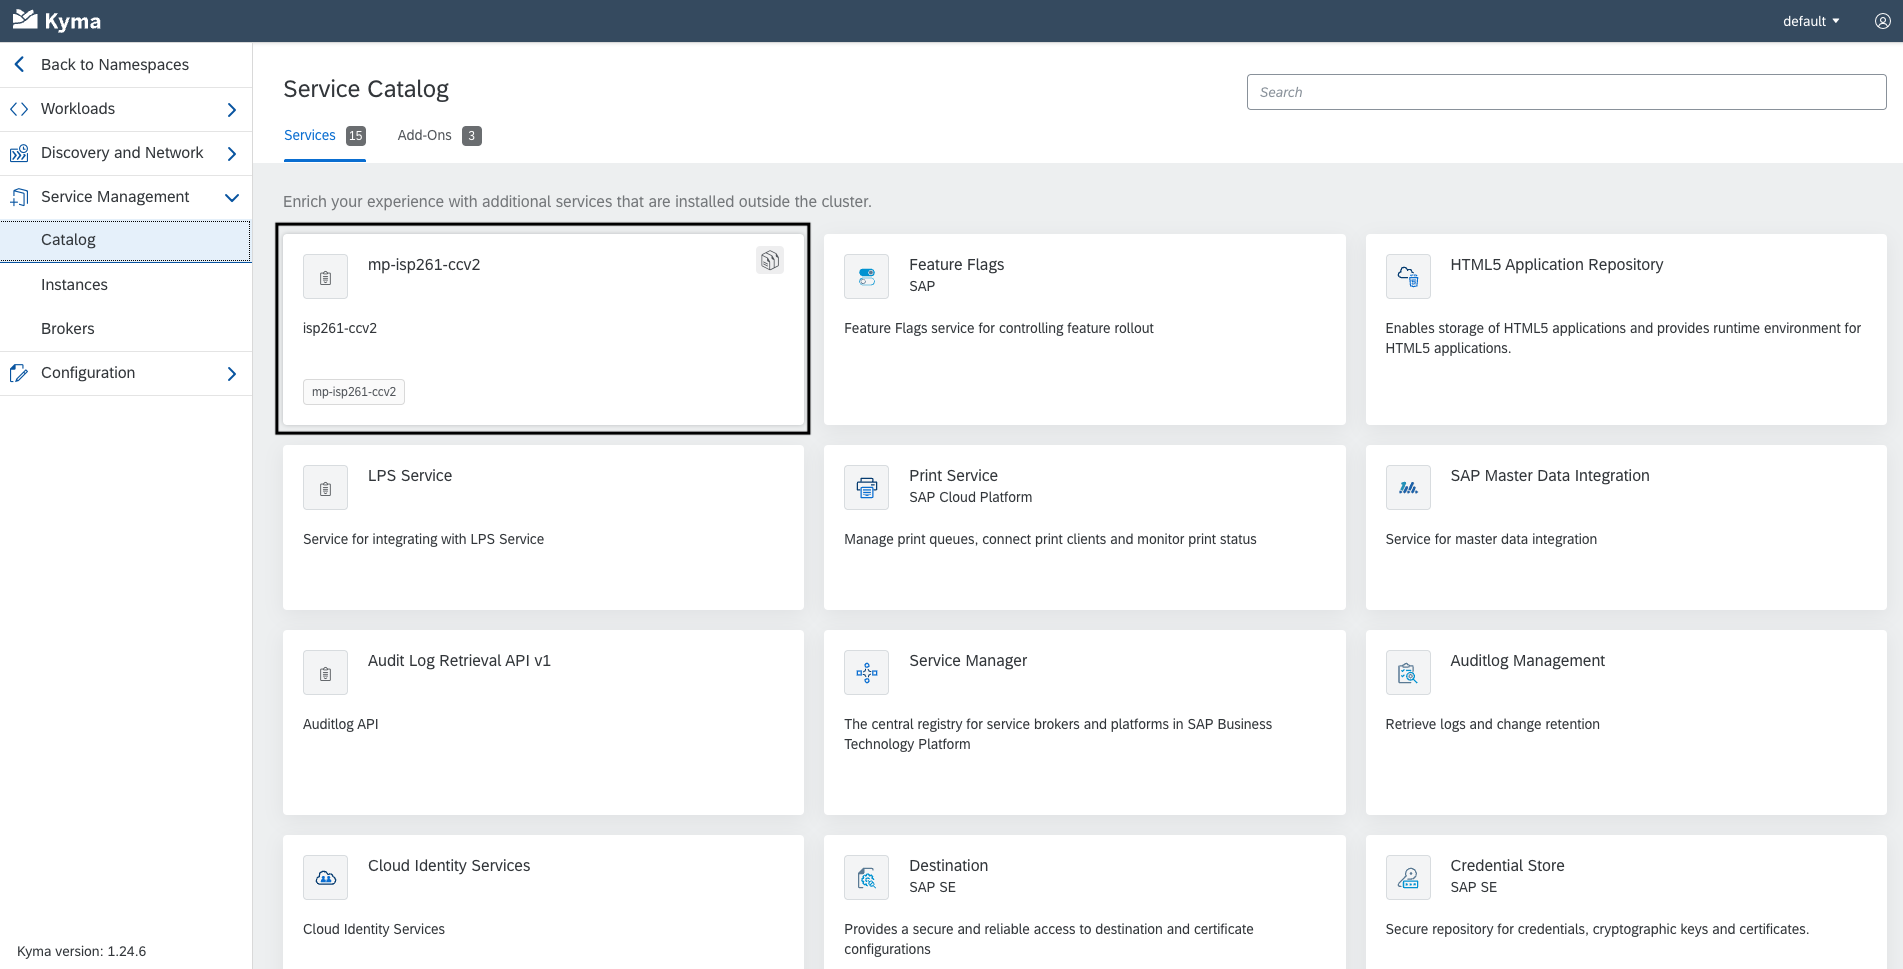 Kyma
default
Back to Namespaces
Workloads
Discovery and Network
Service Management
Catalog
Instances
Brokers
Configuration
Kyma version: 1.24.6
Service Catalog
Search
Services 15 Add-Ons 3
Enrich your experience with additional services that are installed outside the cluster.
mp-isp261-ccv2
isp261-ccv2
mp-isp261-ccv2
Feature Flags
SAP
Feature Flags service for controlling feature rollout
HTML5 Application Repository
Enables storage of HTML5 applications and provides runtime environment for
HTML5 applications.
LPS Service
Service for integrating with LPS Service
Print Service
SAP Cloud Platform
Manage print queues, connect print clients and monitor print status
SAP Master Data Integration
Service for master data integration
Audit Log Retrieval API v1
Auditlog API
Service Manager
The central registry for service brokers and platforms in SAP Business
Technology Platform
Auditlog Management
Retrieve logs and change retention
Cloud Identity Services
Cloud Identity Services
Destination
SAP SE
Provides a secure and reliable access to destination and certificate
configurations
Credential Store
SAP SE
Secure repository for credentials, cryptographic keys and certificates.